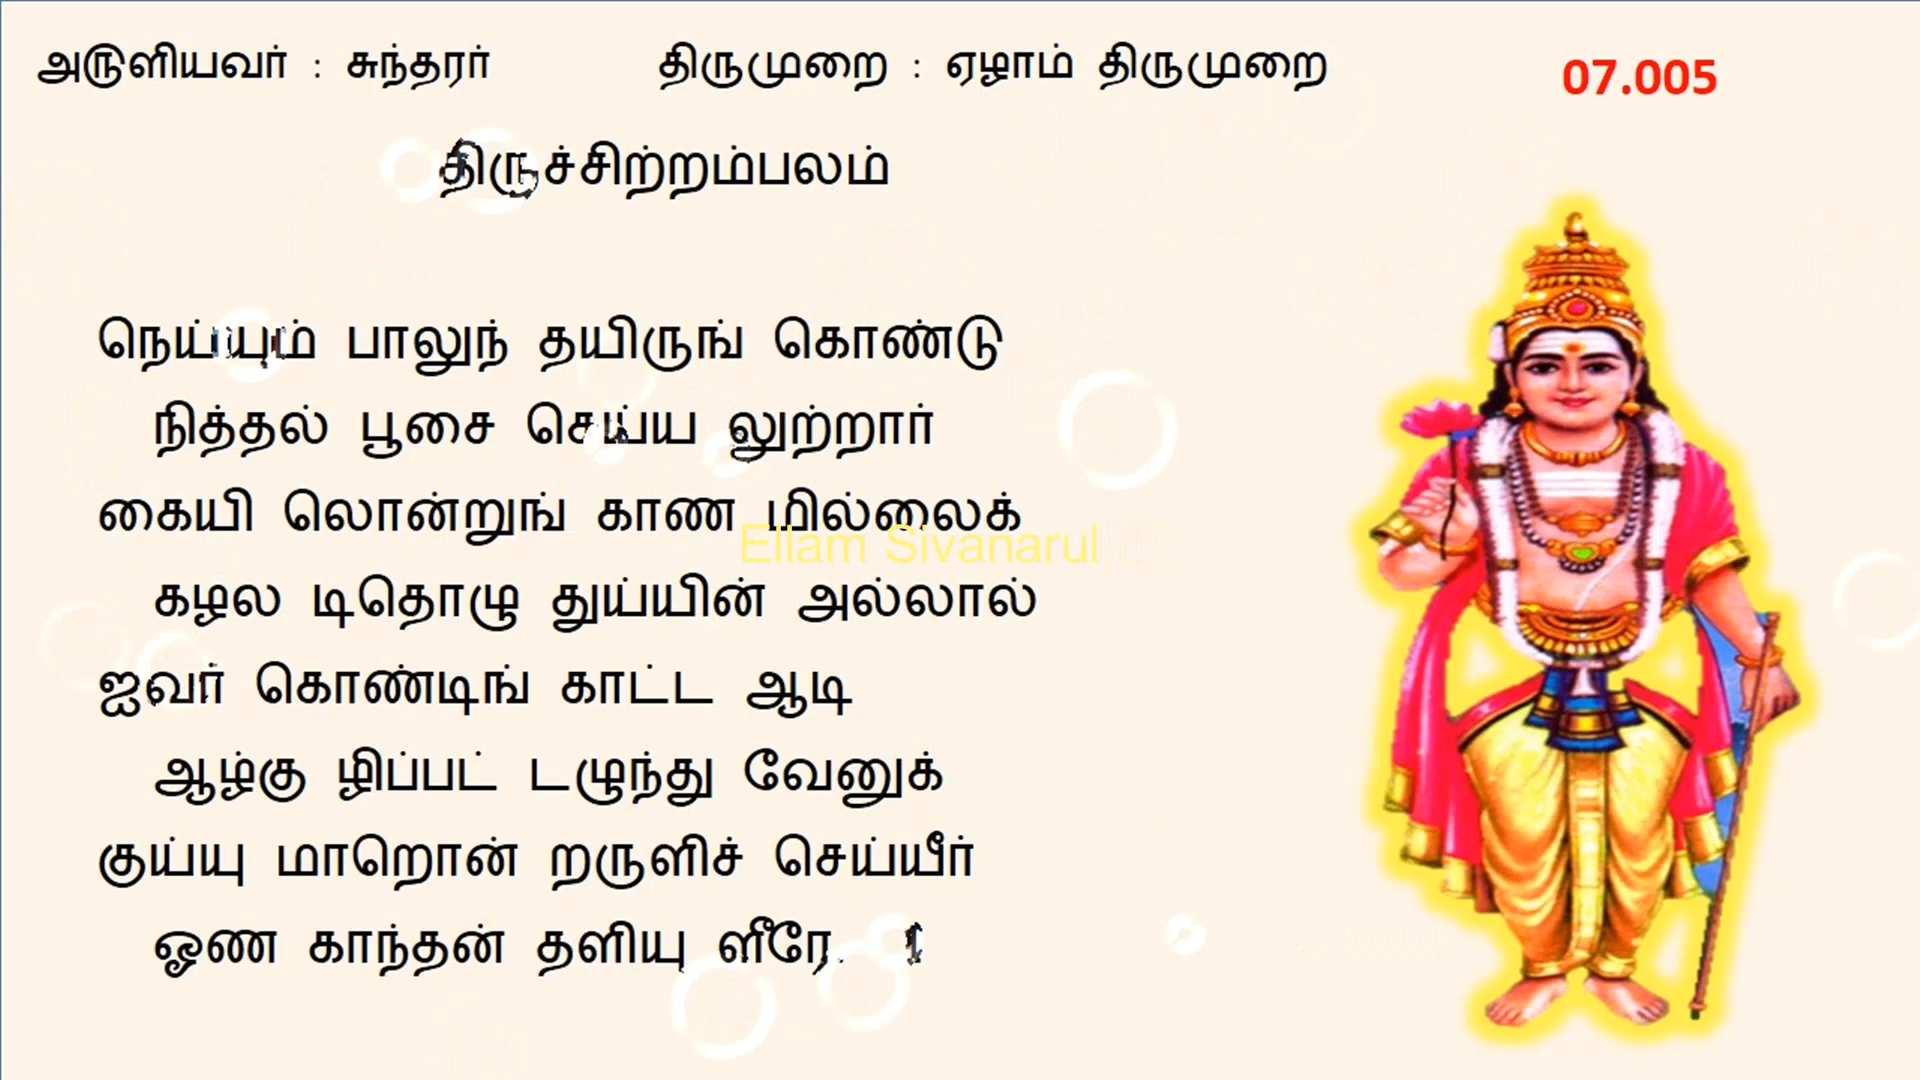 அருளியவர் : சுந்தரர் திருமுறை : ஏழாம் திருமுறை 07.005
திருச்சிற்றம்பலம்
நெய்யும் பாலுந் தயிருங் கொண்டு
நித்தல் பூசை செய்ய லுற்றார்
கையி லொன்றுங் காண மில்லைக்
Ellam Sivanarul
கழல டிதொழு துய்யின் அல்லால்
ஐவர் கொண்டிங் காட்ட ஆடி
ஆழ்கு ழிப்பட் டழுந்து வேனுக்
குய்யு மாறொன் றருளிச் செய்யீர்
ஓண காந்தன் தளியு ளீரே. 1